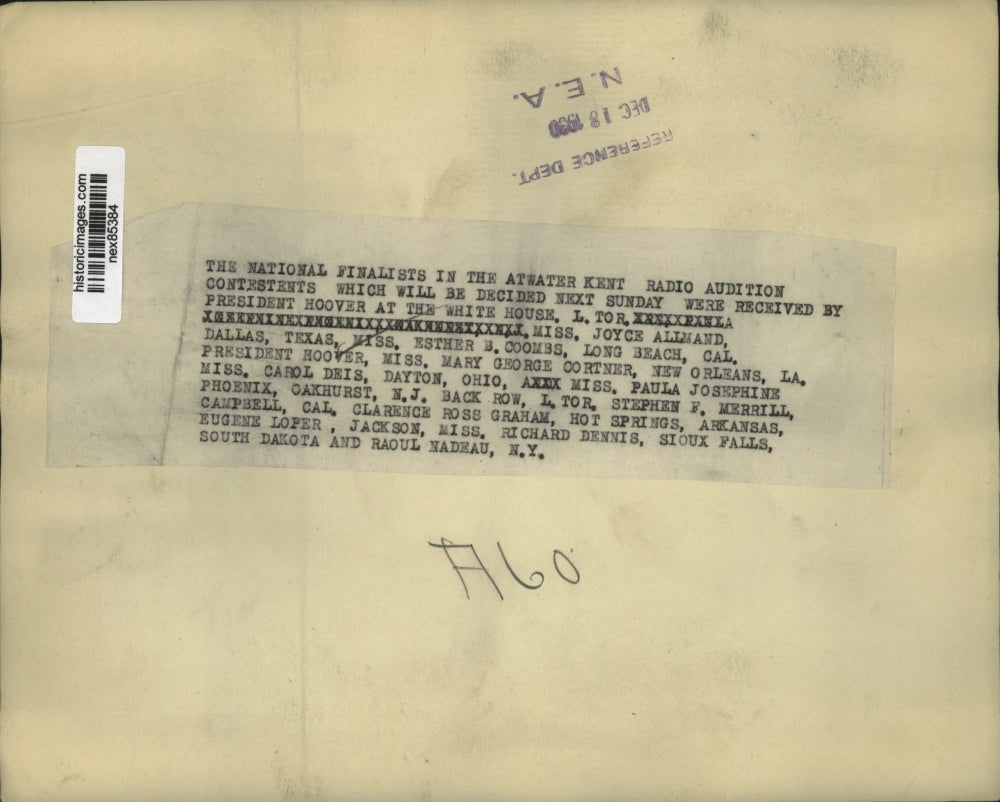 N.E.A.
DEC 18 1930
REFERENCE DEPT.
historicimages.com
nex85384
THE NATIONAL FINALISTS IN THE ATWATER KENT RADIO AUDITION
CONTESTENTS WHICH WILL BE DECIDED NEXT SUNDAY WERE RECEIVED BY
PRESIDENT HOOVER AT THE WHITE HOUSE. L. TOR.
MISS. JOYCE ALLMAND,
DALLAS, TEXAS, MISS. ESTHER B. COOMBS, LONG BEACH, CAL.
PRESIDENT HOOVER, MISS. MARY GEORGE CORTNER, NEW ORLEANS, LA.
MISS. CAROL DEIS, DAYTON, OHIO, MISS. PAULA JOSEPHINE
PHOENIX, OAKHURST, N.J. BACK ROW, L. TOR. STEPHEN F. MERRILL,
CAMPBELL, CAL. CLARENCE ROSS GRAHAM, HOT SPRINGS, ARKANSAS,
EUGENE LOPER, JACKSON, MISS. RICHARD DENNIS, SIOUX FALLS,
SOUTH DAKOTA AND RAOUL NADEAU, N.Y.
A60